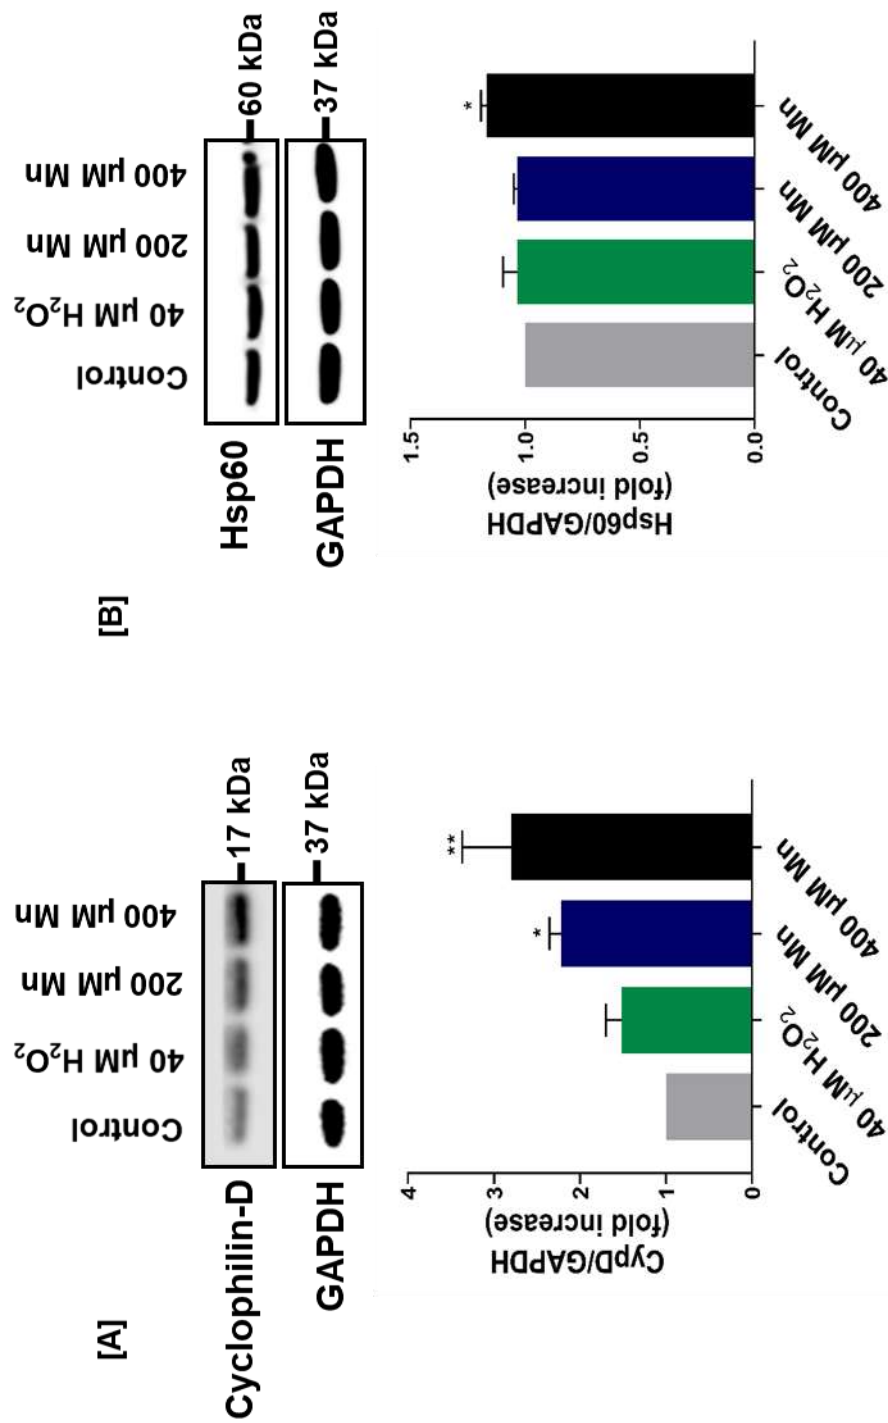 [A]
Control
40 µM H₂O₂
200 µM Mn
400 µM Mn
Cyclophilin-D
17 kDa
GAPDH
37 kDa
CypD/GAPDH
(fold increase)
4
3
2
1
0
Control
40 µM H₂O₂
200 µM Mn
400 µM Mn
*
**
[B]
Control
40 µM H₂O₂
200 µM Mn
400 µM Mn
Hsp60
60 kDa
GAPDH
37 kDa
Hsp60/GAPDH
(fold increase)
1.5
1.0
0.5
0.0
Control
40 µM H₂O₂
200 µM Mn
400 µM Mn
*